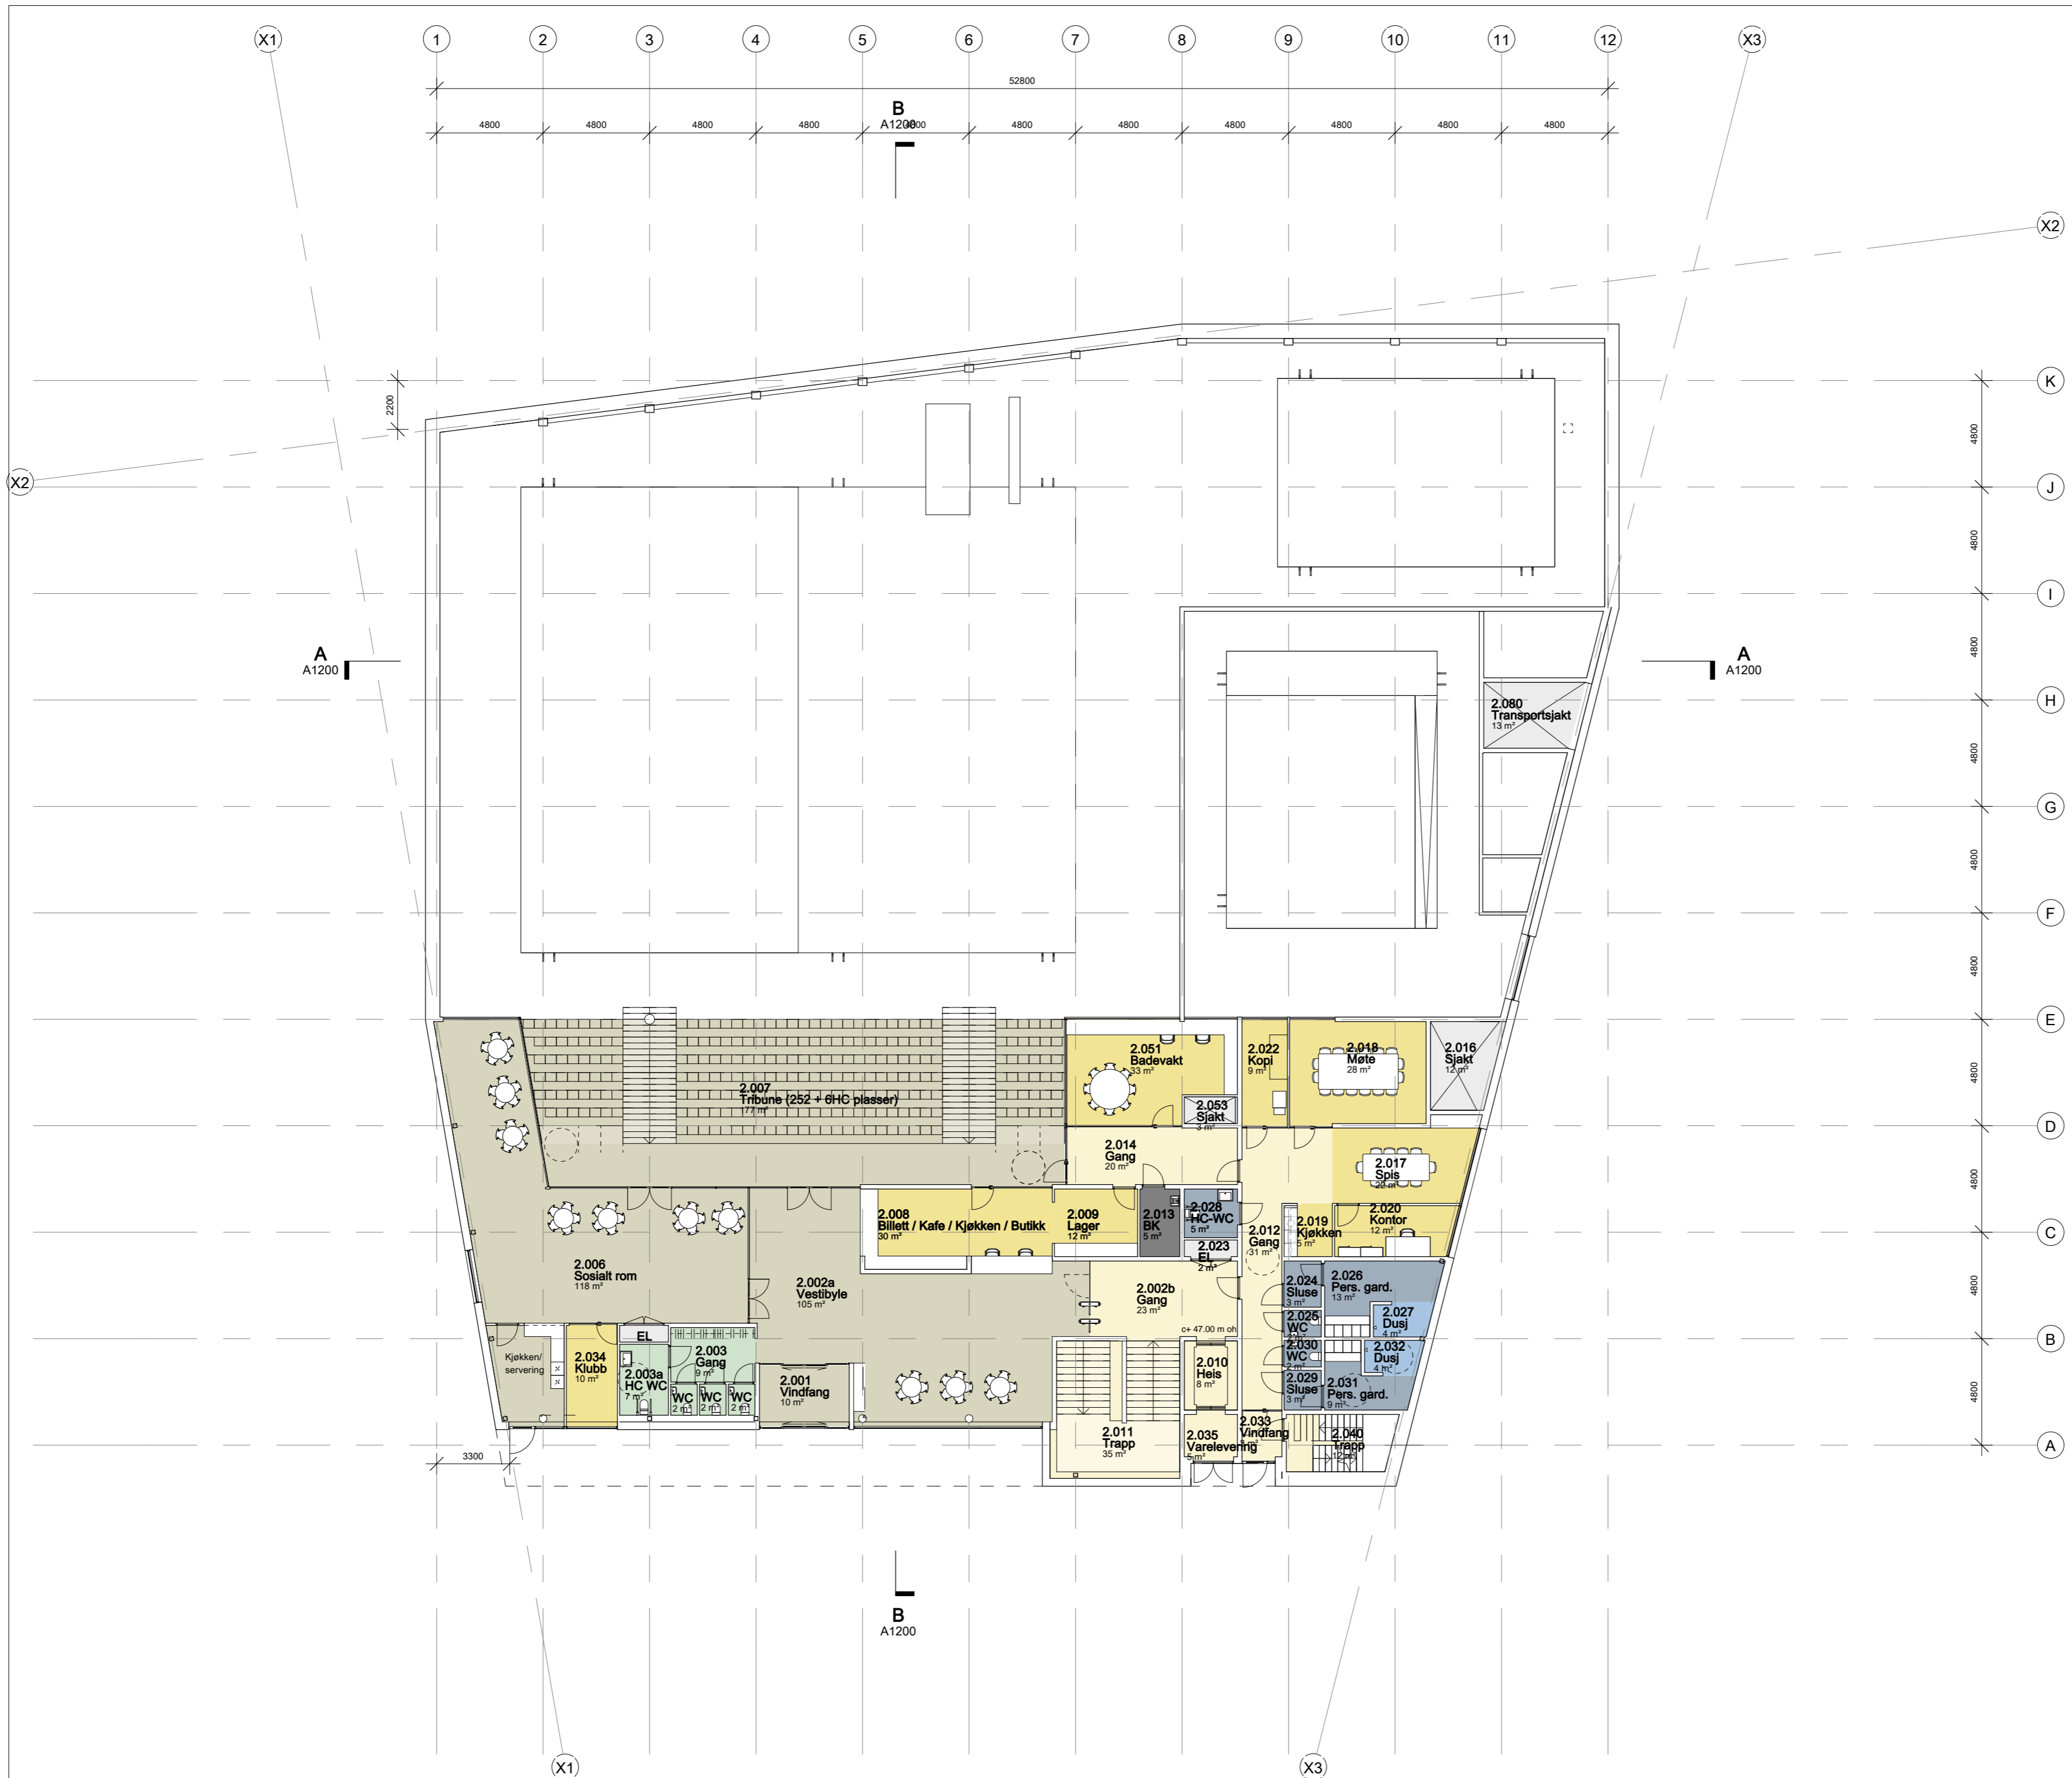 X1
1
2
3
4
5
6
7
8
9
10
11
12
X3
52800
B
A1200
4800
4800
4800
4800
4800
4800
4800
4800
4800
4800
4800
X2
X2
2200
K
4800
J
4800
I
4800
H
4800
G
4800
F
4800
E
4800
D
4800
C
4800
B
4800
A
A
A1200
A
A1200
2.080
Transportsjakt
13 m²
2.051
Badevakt
33 m²
2.022
Kopi
9 m²
2.018
Møte
28 m²
2.016
Sjakt
12 m²
2.007
Tribune (252 + 6HC plasser)
177 m²
2.053
Sjakt
3 m²
2.014
Gang
20 m²
2.017
Spis
22 m²
2.008
Billett / Kafe / Kjøkken / Butikk
30 m²
2.009
Lager
12 m²
2.013
BK
5 m²
2.028
HC-WC
5 m²
2.023
EL
2 m²
2.012
Gang
31 m²
2.019
Kjøkken
5 m²
2.020
Kontor
12 m²
2.006
Sosialt rom
118 m²
2.002a
Vestibyle
105 m²
2.002b
Gang
23 m²
c+ 47.00 m oh
2.024
Sluse
3 m²
2.026
Pers. gard.
13 m²
2.025
WC
2.027
Dusj
4 m²
2.030
WC
2 m²
2.032
Dusj
4 m²
2.029
Sluse
3 m²
2.031
Pers. gard.
9 m²
Kjøkken/
servering
2.034
Klubb
10 m²
EL
2.003a
HC WC
7 m²
2.003
Gang
9 m²
WC
2 m²
WC
2 m²
WC
2 m²
2.001
Vindfang
10 m²
2.010
Heis
8 m²
2.011
Trapp
35 m²
2.035
Varelevering
5 m²
2.033
Vindfang
2.040
Trapp
3300
B
A1200
X1
X3